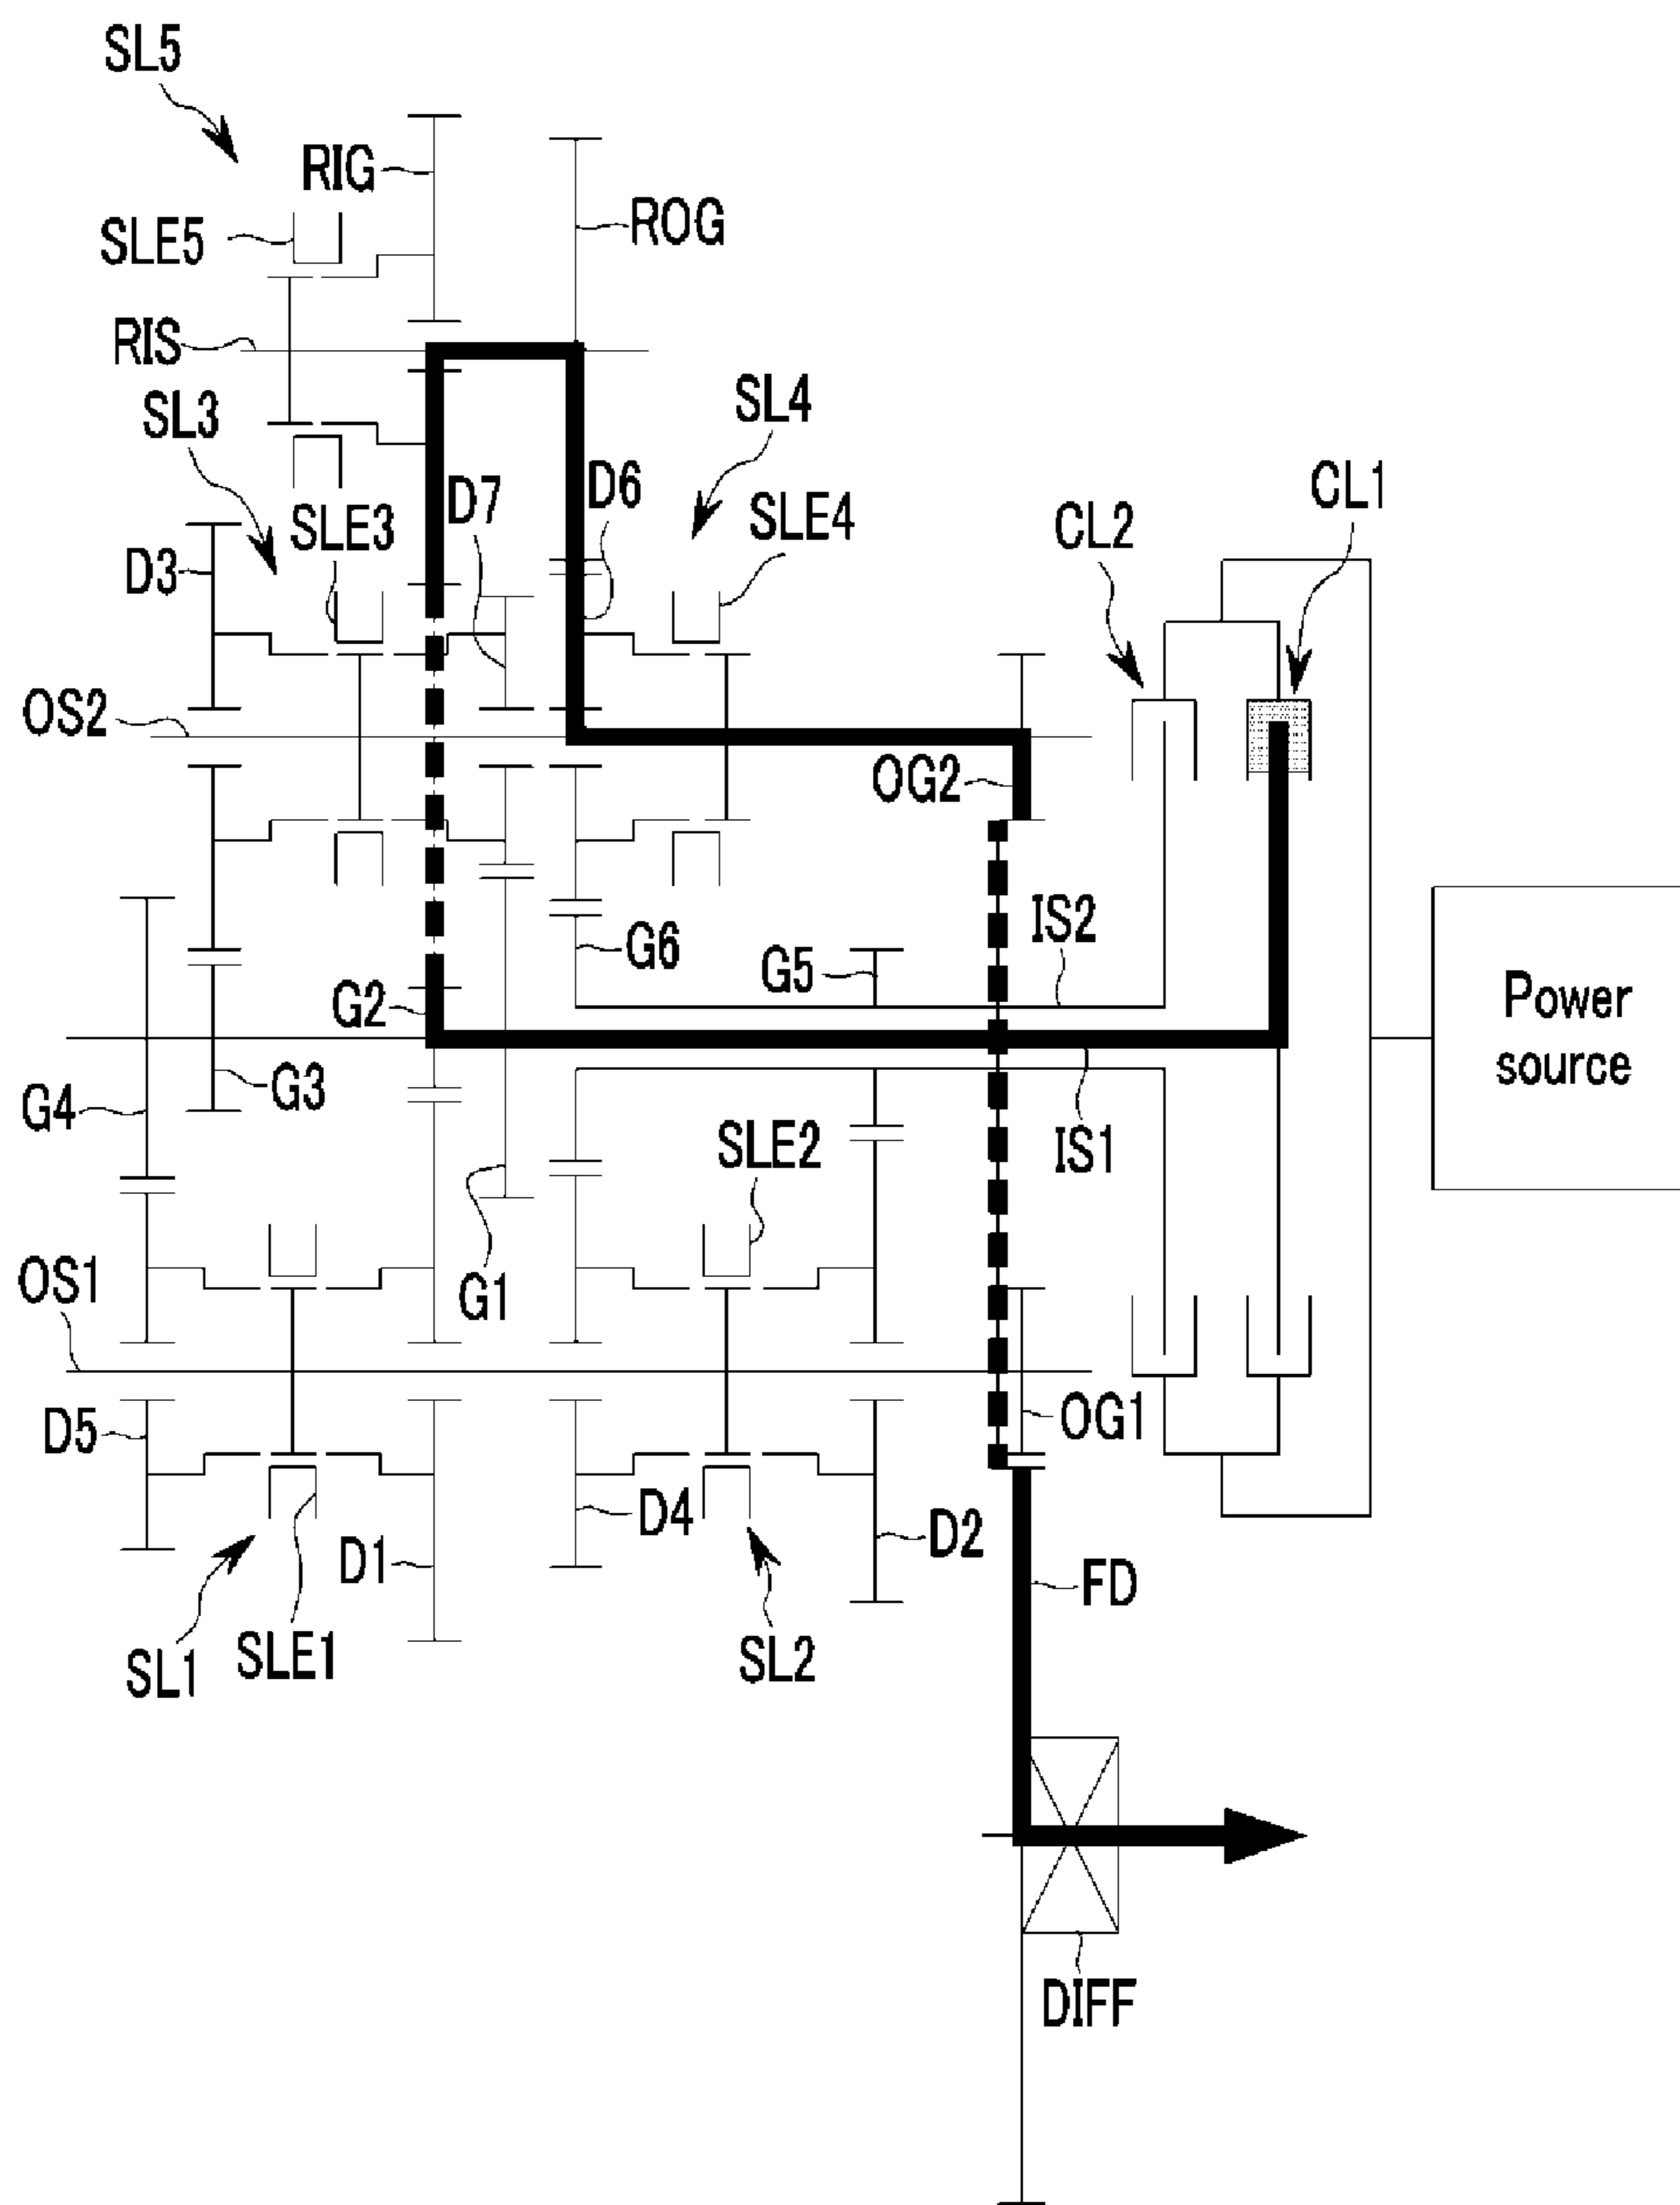 SL5
RIG
ROG
SLE5
RIS
SL3
SL4
D7
D6
CL1
SLE3
SLE4
CL2
D3
OS2
OG2
IS2
G6
G5
G2
Power
source
G3
G4
SLE2
IS1
OS1
G1
D5
OG1
D4
D2
D1
FD
SL1
SLE1
SL2
DIFF